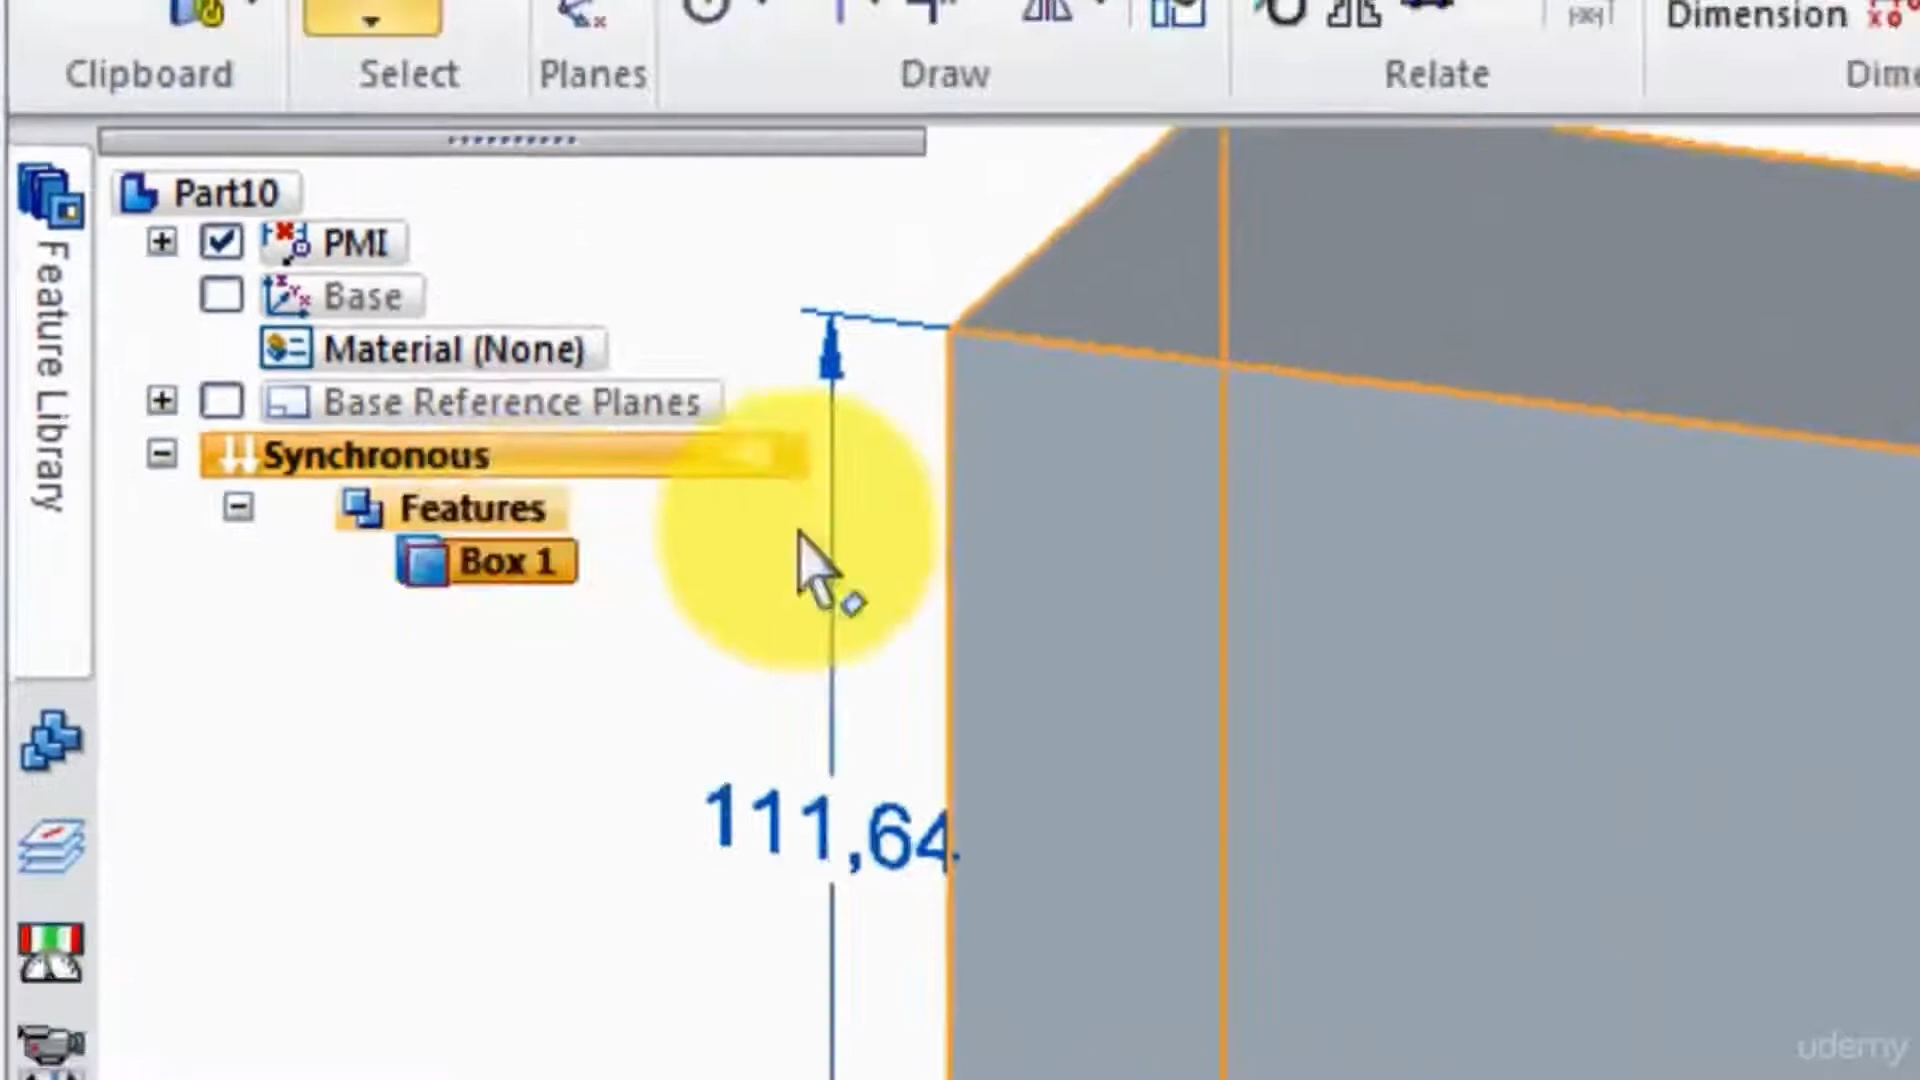 Dimension
Clipboard
Select
Planes
Draw
Relate
Dime
Feature Library
Part10
PMI
Base
Material (None)
Base Reference Planes
Synchronous
Features
Box 1
111,64
udemy